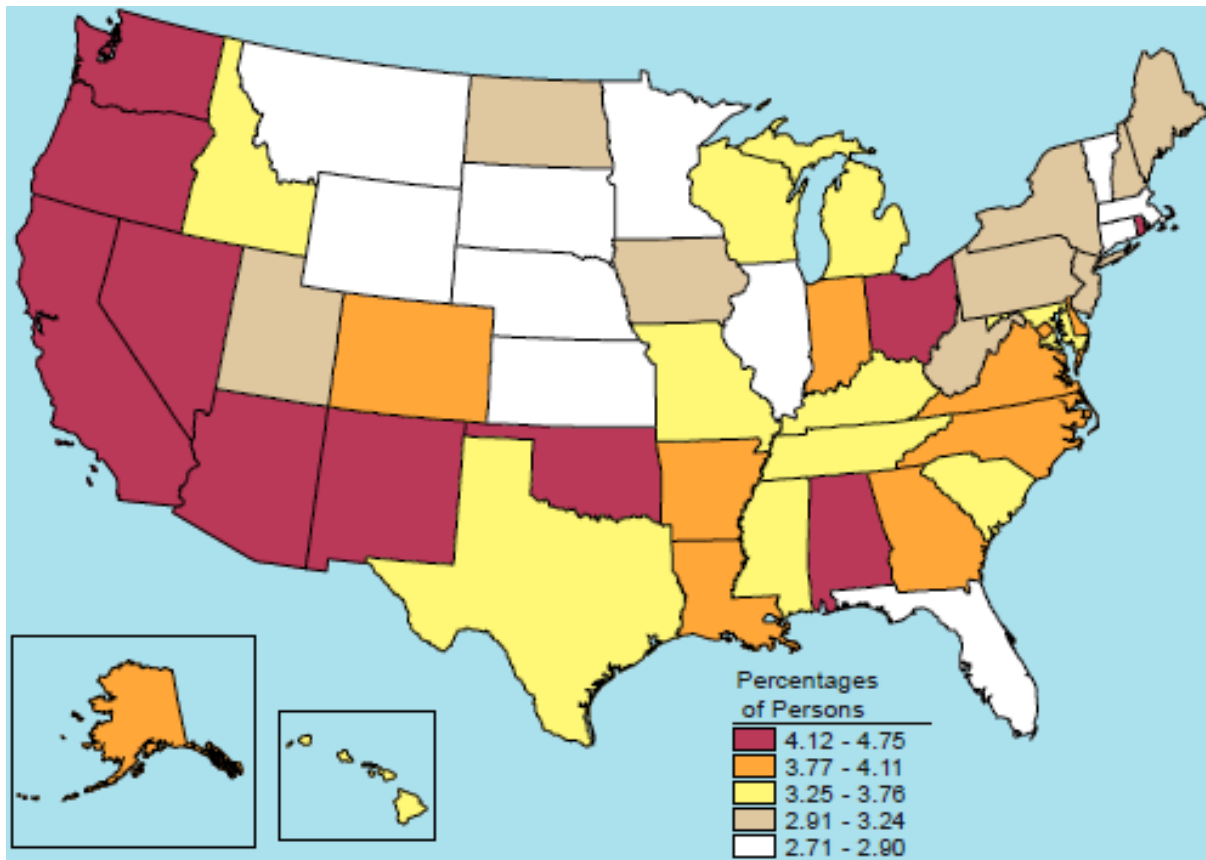 Percentages
of Persons
4.12 - 4.75
3.77 - 4.11
3.25 - 3.76
2.91 - 3.24
2.71 - 2.90